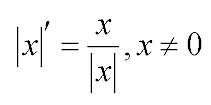 |x|′ = x/|x|, x ≠ 0